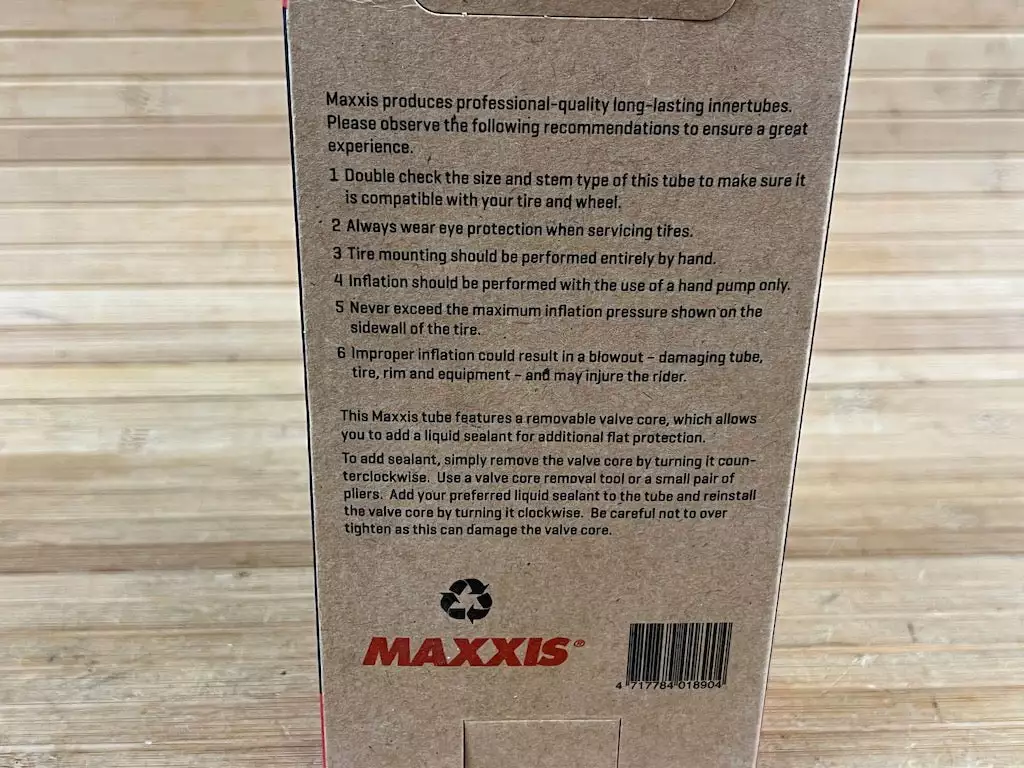 Maxxis produces professional-quality long-lasting innertubes.
Please observe the following recommendations to ensure a great
experience.
1 Double check the size and stem type of this tube to make sure it
is compatible with your tire and wheel.
2 Always wear eye protection when servicing tires.
3 Tire mounting should be performed entirely by hand.
4 Inflation should be performed with the use of a hand pump only.
5 Never exceed the maximum inflation pressure shown on the
sidewall of the tire.
6 Improper inflation could result in a blowout – damaging tube,
tire, rim and equipment – and may injure the rider.
This Maxxis tube features a removable valve core, which allows
you to add a liquid sealant for additional flat protection.
To add sealant, simply remove the valve core by turning it coun-
terclockwise. Use a valve core removal tool or a small pair of
pliers. Add your preferred liquid sealant to the tube and reinstall
the valve core by turning it clockwise. Be careful not to over
tighten as this can damage the valve core.
MAXXIS®
4 717784 018904